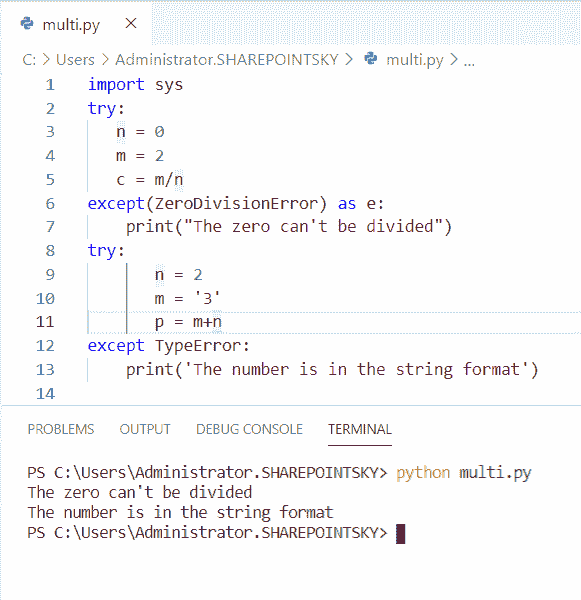 multi.py ×
C: > Users > Administrator.SHAREPOINTSKY > multi.py > ...
1 import sys
2 try:
3 n = 0
4 m = 2
5 c = m/n
6 except(ZeroDivisionError) as e:
7 print("The zero can't be divided")
8 try:
9 n = 2
10 m = '3'
11 p = m+n
12 except TypeError:
13 print('The number is in the string format')
14
PROBLEMS OUTPUT DEBUG CONSOLE TERMINAL
PS C:\Users\Administrator.SHAREPOINTSKY> python multi.py
The zero can't be divided
The number is in the string format
PS C:\Users\Administrator.SHAREPOINTSKY>